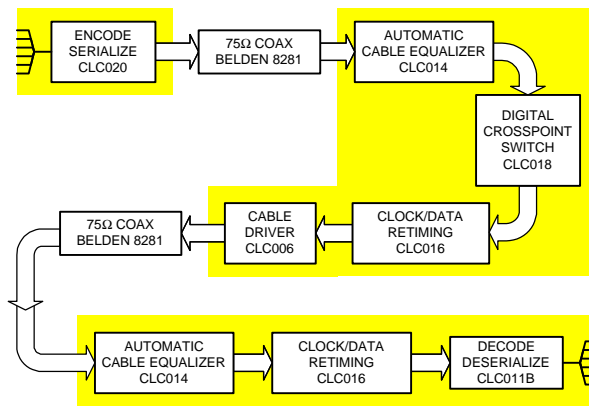 ENCODE
SERIALIZE
CLC020
75Ω COAX
BELDEN 8281
AUTOMATIC
CABLE EQUALIZER
CLC014
DIGITAL
CROSSPOINT
SWITCH
CLC018
75Ω COAX
BELDEN 8281
CABLE
DRIVER
CLC006
CLOCK/DATA
RETIMING
CLC016
AUTOMATIC
CABLE EQUALIZER
CLC014
CLOCK/DATA
RETIMING
CLC016
DECODE
DESERIALIZE
CLC011B